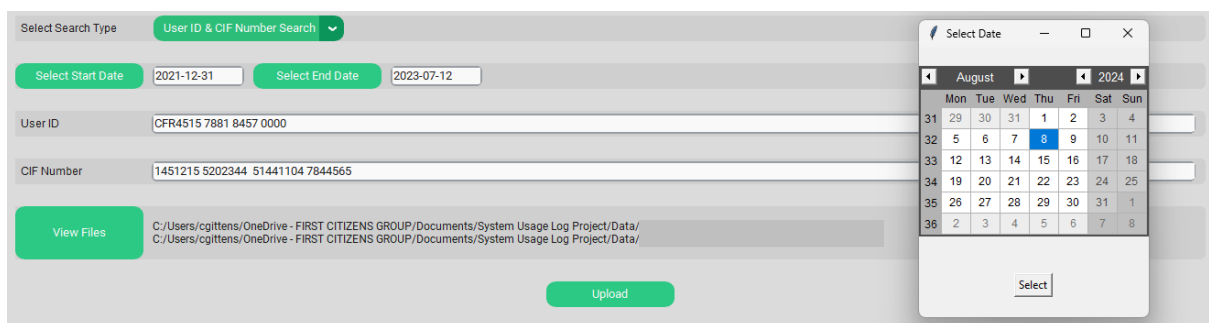 Select Search Type
User ID & CIF Number Search
Select Start Date 2021-12-31 Select End Date 2023-07-12
User ID CFR4515 7881 8457 0000
CIF Number 1451215 5202344 51441104 7844565
View Files
C:/Users/cgittens/OneDrive - FIRST CITIZENS GROUP/Documents/System Usage Log Project/Data/
C:/Users/cgittens/OneDrive - FIRST CITIZENS GROUP/Documents/System Usage Log Project/Data/
Upload
Select Date
August 2024
Mon Tue Wed Thu Fri Sat Sun
31 29 30 31 1 2 3 4
32 5 6 7 8 9 10 11
33 12 13 14 15 16 17 18
34 19 20 21 22 23 24 25
35 26 27 28 29 30 31 1
36 2 3 4 5 6 7 8
Select